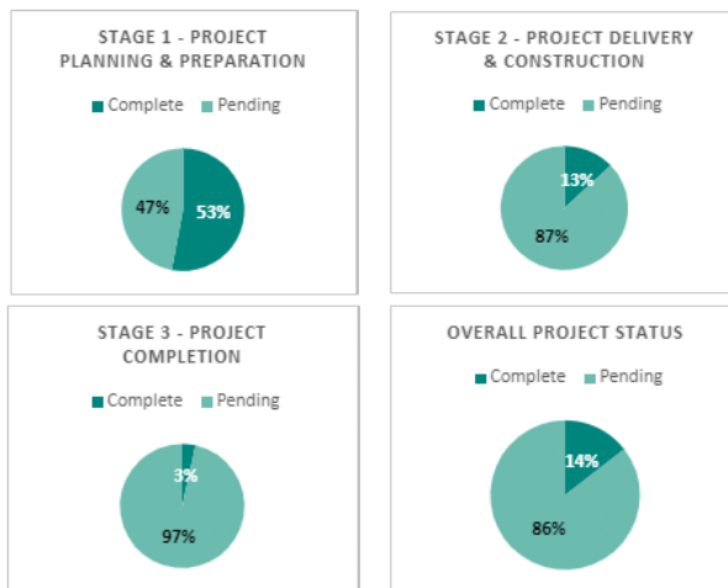 STAGE 1 - PROJECT
PLANNING & PREPARATION
Complete Pending
47% 53%
STAGE 2 - PROJECT DELIVERY
& CONSTRUCTION
Complete Pending
13%
87%
STAGE 3 - PROJECT
COMPLETION
Complete Pending
3%
97%
OVERALL PROJECT STATUS
Complete Pending
14%
86%